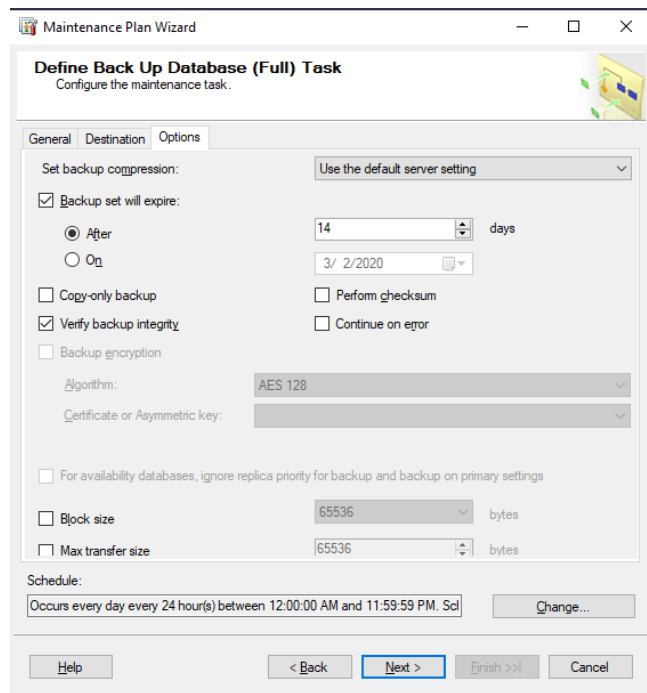 Maintenance Plan Wizard
Define Back Up Database (Full) Task
Configure the maintenance task.
General Destination Options
Set backup compression: Use the default server setting
Backup set will expire:
After 14 days
On 3/ 2/2020
Copy-only backup Perform checksum
Verify backup integrity Continue on error
Backup encryption
Algorithm: AES 128
Certificate or Asymmetric key:
For availability databases, ignore replica priority for backup and backup on primary settings
Block size 65536 bytes
Max transfer size 65536 bytes
Schedule:
Occurs every day every 24 hour(s) between 12:00:00 AM and 11:59:59 PM. Scl Change...
Help < Back Next > Finish >>| Cancel